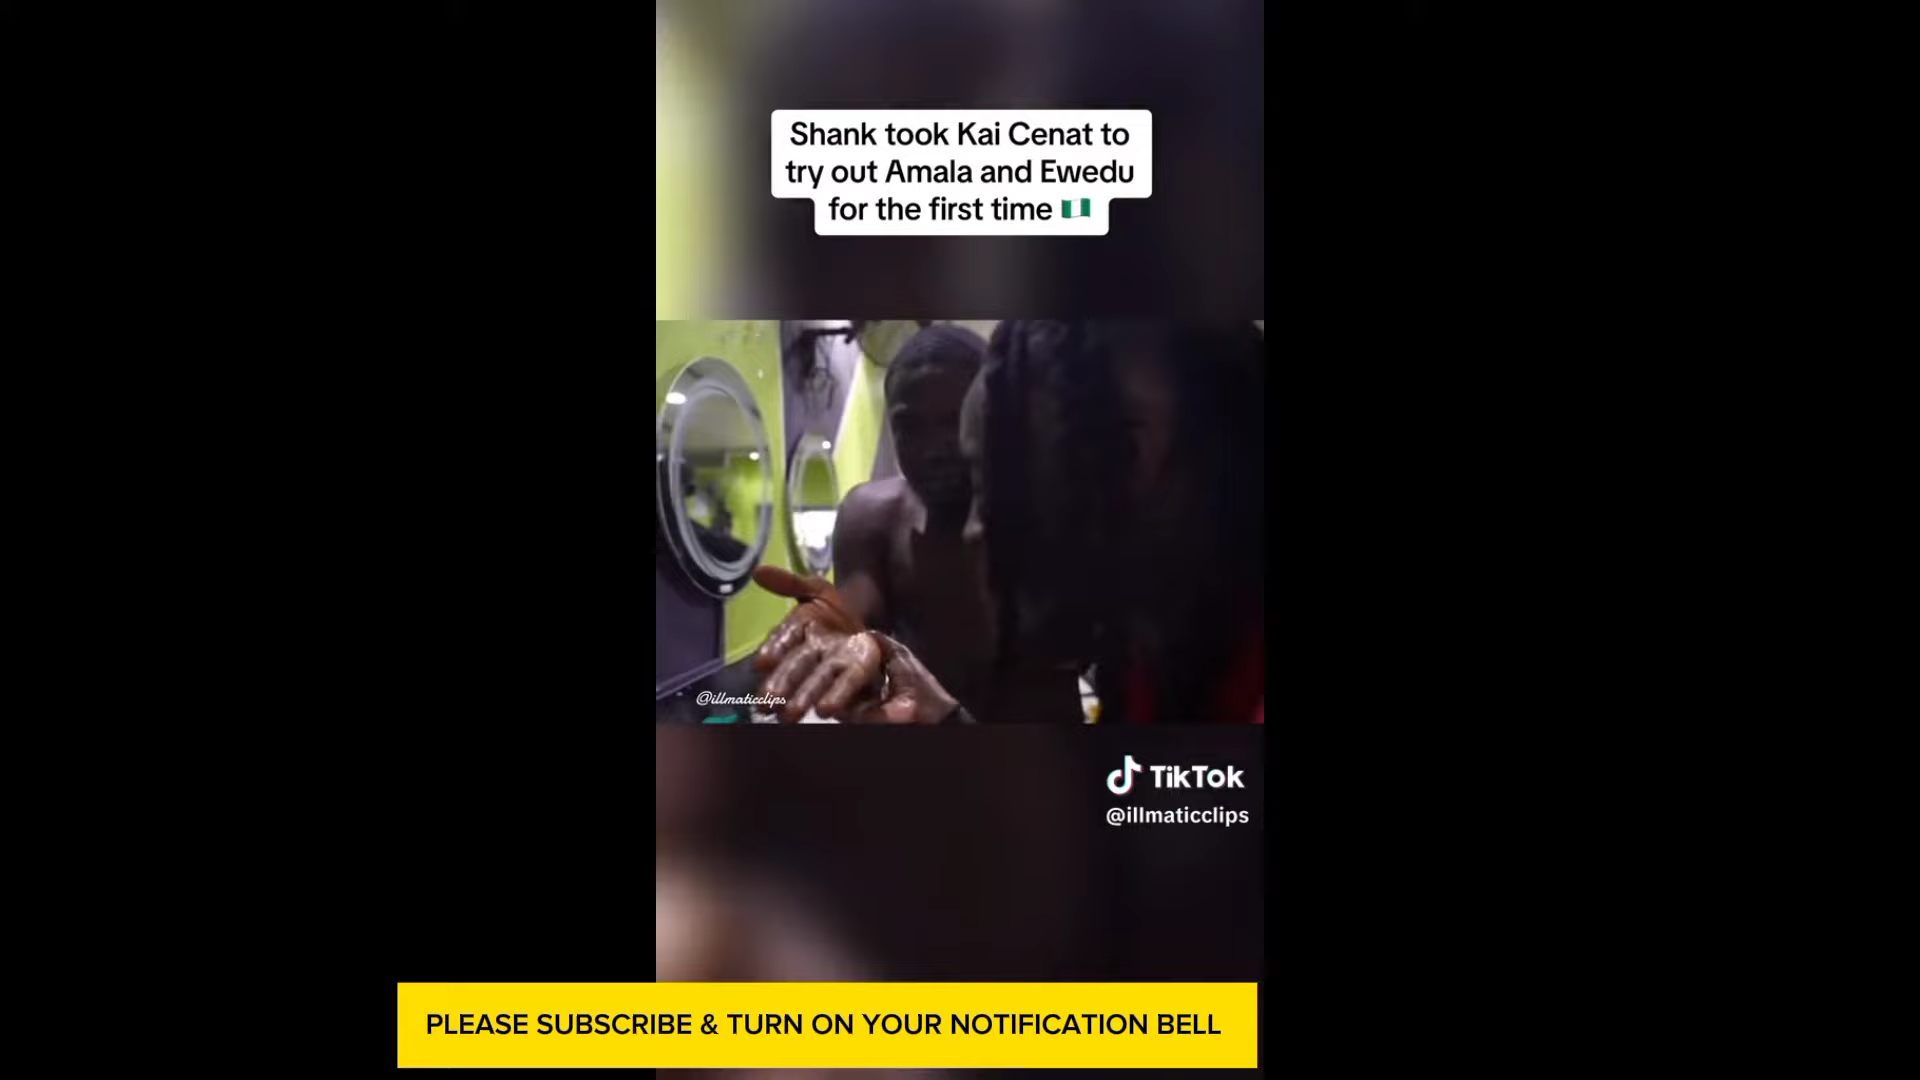 Shank took Kai Cenat to
try out Amala and Ewedu
for the first time 🇳🇬
@illmaticclips
TikTok
@illmaticclips
PLEASE SUBSCRIBE & TURN ON YOUR NOTIFICATION BELL